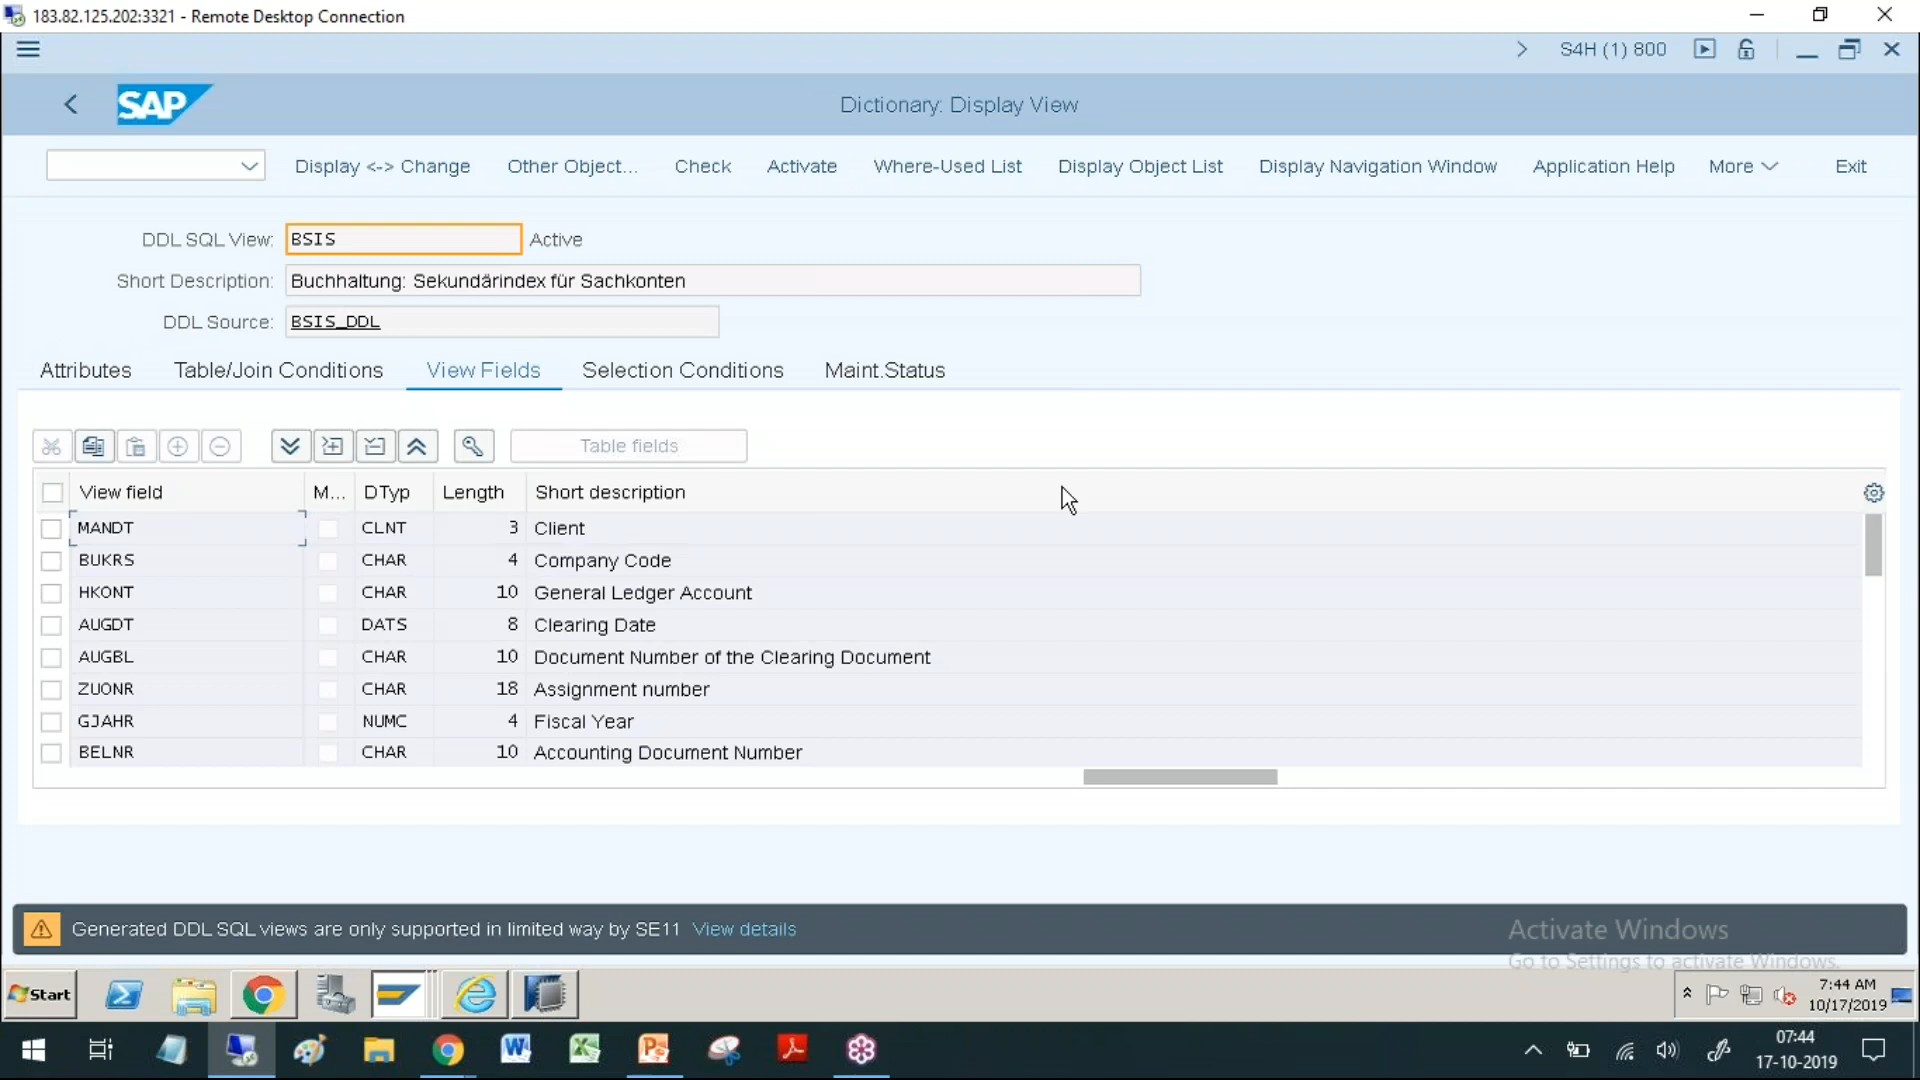 183.82.125.202:3321 - Remote Desktop Connection
S4H (1) 800
SAP
Dictionary: Display View
Display <-> Change Other Object... Check Activate Where-Used List Display Object List Display Navigation Window Application Help More Exit
DDL SQL View: BSIS Active
Short Description: Buchhaltung: Sekundärindex für Sachkonten
DDL Source: BSIS_DDL
Attributes Table/Join Conditions View Fields Selection Conditions Maint.Status
Table fields
View field M... DTyp Length Short description
MANDT CLNT 3 Client
BUKRS CHAR 4 Company Code
HKONT CHAR 10 General Ledger Account
AUGDT DATS 8 Clearing Date
AUGBL CHAR 10 Document Number of the Clearing Document
ZUONR CHAR 18 Assignment number
GJAHR NUMC 4 Fiscal Year
BELNR CHAR 10 Accounting Document Number
Generated DDL SQL views are only supported in limited way by SE11 View details
Activate Windows
Go to Settings to activate Windows.
Start
7:44 AM
10/17/2019
07:44
17-10-2019